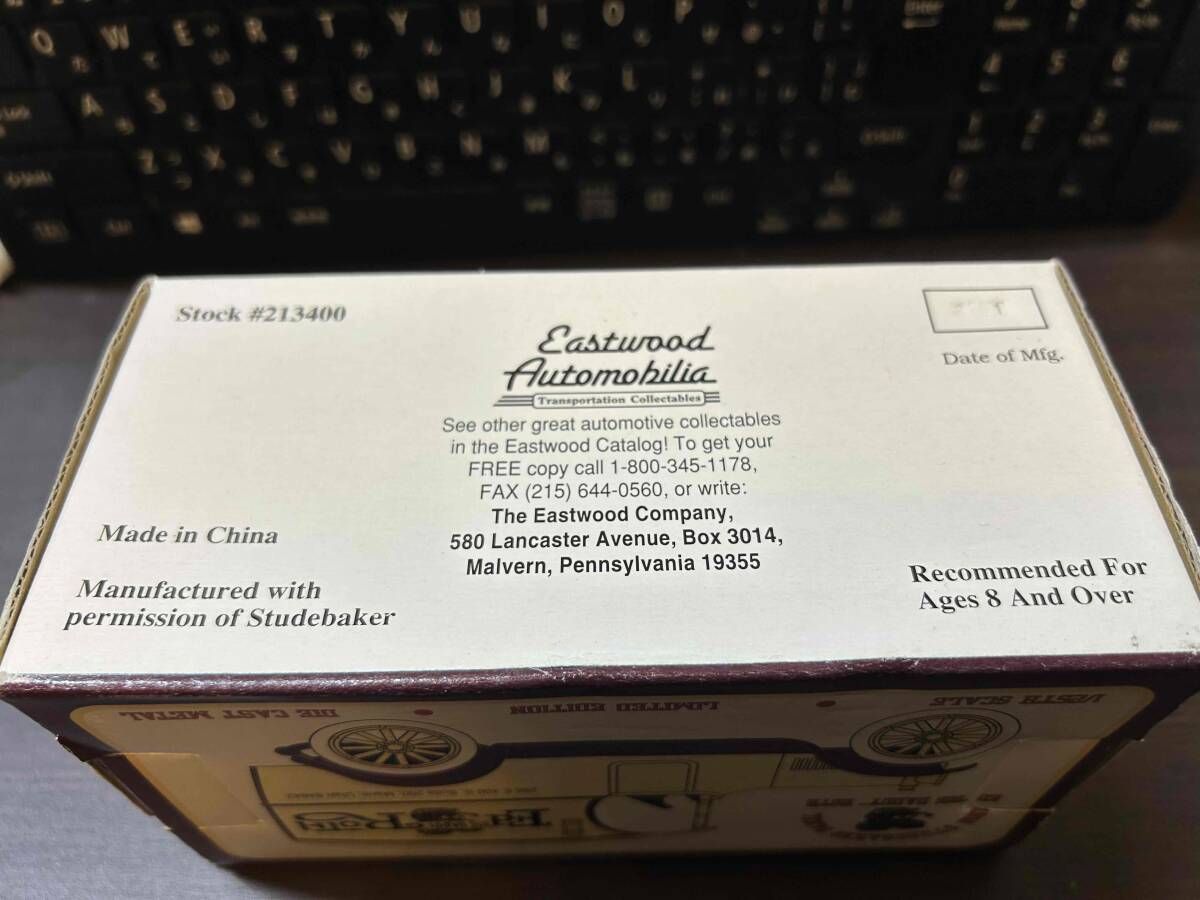 Q W E R T Y U I O P
A S D F G H J K L
Z X C V B N M
Stock #213400
Eastwood
Automobilia
Transportation Collectables
Date of Mfg.
See other great automotive collectables
in the Eastwood Catalog! To get your
FREE copy call 1-800-345-1178,
FAX (215) 644-0560, or write:
The Eastwood Company,
580 Lancaster Avenue, Box 3014,
Malvern, Pennsylvania 19355
Made in China
Manufactured with
permission of Studebaker
Recommended For
Ages 8 And Over
1/25TH SCALE
LIMITED EDITION
DIE CAST METAL